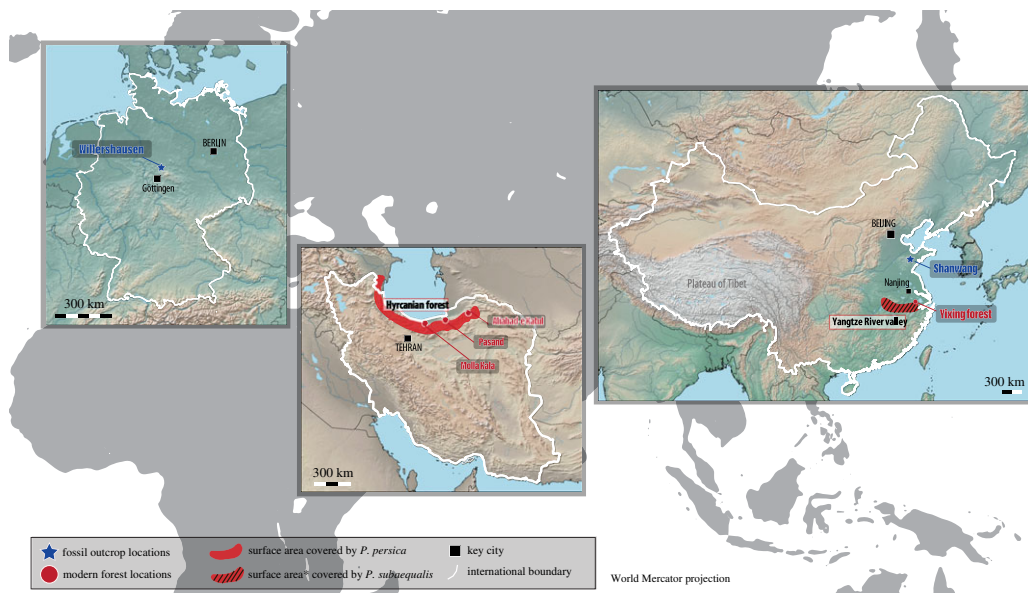 BERLIN
Willershausen
Göttingen
300 km
Hyrcanian forest
Pasand
Mulla Kala
TEHRAN
300 km
BEIJING
Shanwang
Plateau of Tibet
Nanjing
Yixing forest
Yangtze River valley
300 km
fossil outcrop locations
surface area covered by P. persica
key city
modern forest locations
surface area* covered by P. subaequalis
international boundary
World Mercator projection